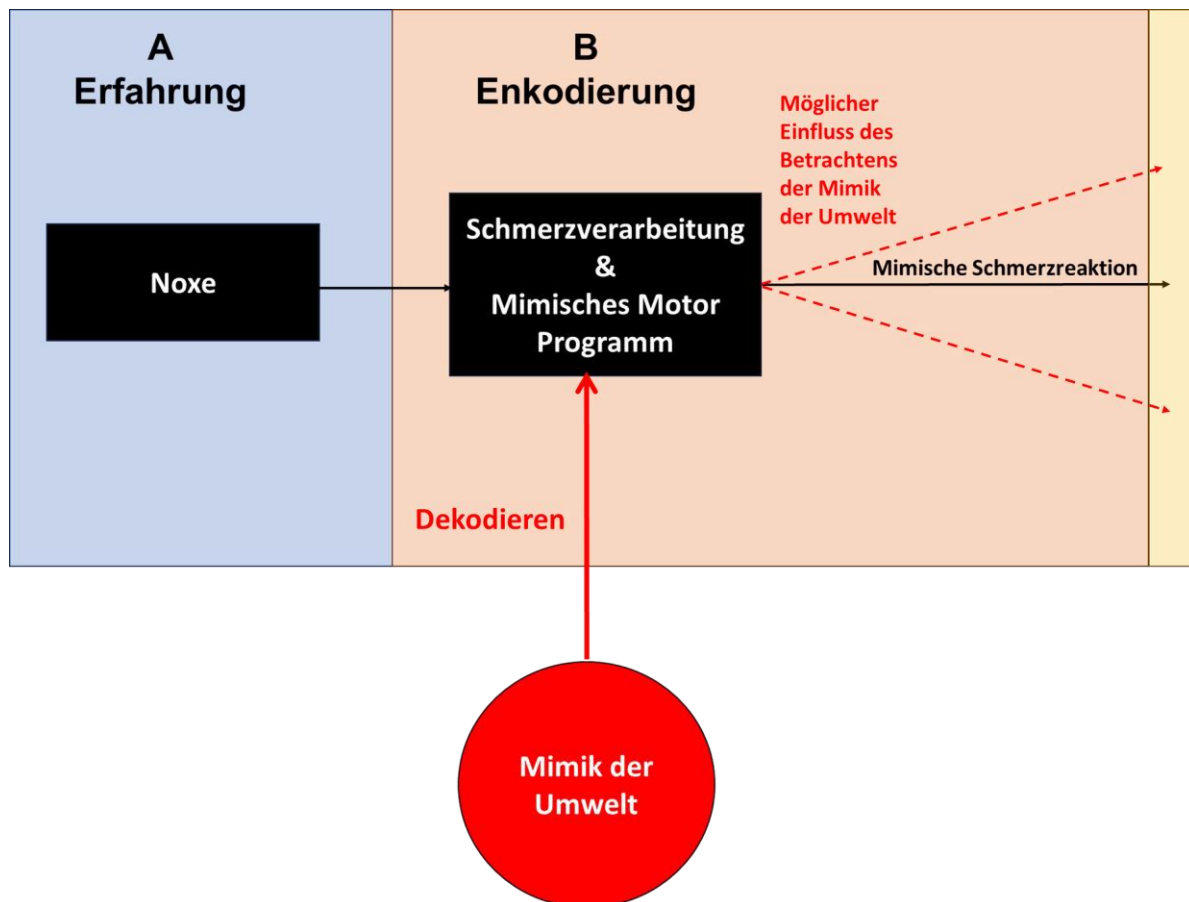 A
Erfahrung
B
Enkodierung
Möglicher
Einfluss des
Betrachtens
der Mimik
der Umwelt
Noxe
Schmerzverarbeitung
&
Mimisches Motor
Programm
Mimische Schmerzreaktion
Dekodieren
Mimik der
Umwelt